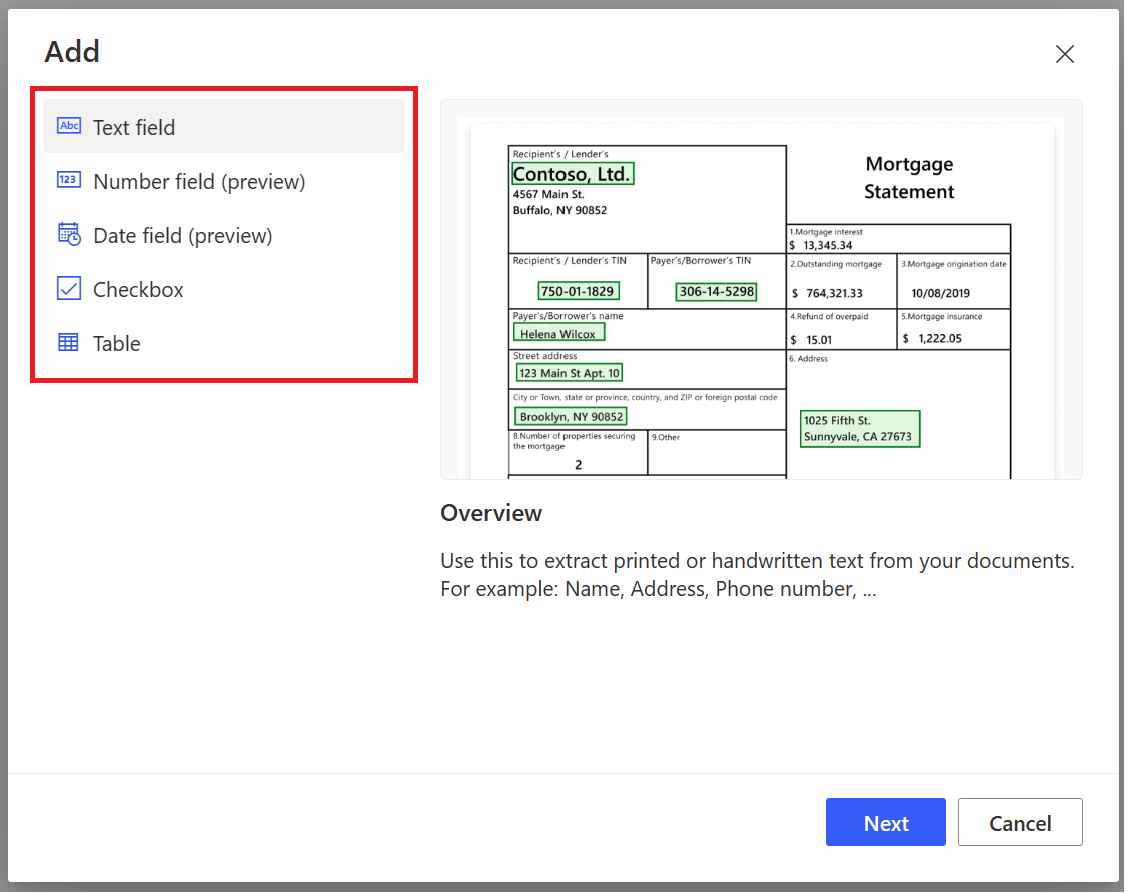 Add
Abc Text field
123 Number field (preview)
Date field (preview)
Checkbox
Table
Recipient's / Lender's
Contoso, Ltd.
4567 Main St.
Buffalo, NY 90852
Mortgage
Statement
1.Mortgage interest
$ 13,345.34
Recipient's / Lender's TIN
750-01-1829
Payer's/Borrower's TIN
306-14-5298
2.Outstanding mortgage
$ 764,321.33
3.Mortgage origination date
10/08/2019
Payer's/Borrower's name
Helena Wilcox
4.Refund of overpaid
$ 15.01
5.Mortgage insurance
$ 1,222.05
Street address
123 Main St Apt. 10
6. Address
1025 Fifth St.
Sunnyvale, CA 27673
City or Town, state or province, country, and ZIP or foreign postal code
Brooklyn, NY 90852
8.Number of properties securing
the mortgage
2
9.Other
Overview
Use this to extract printed or handwritten text from your documents.
For example: Name, Address, Phone number, ...
Next
Cancel